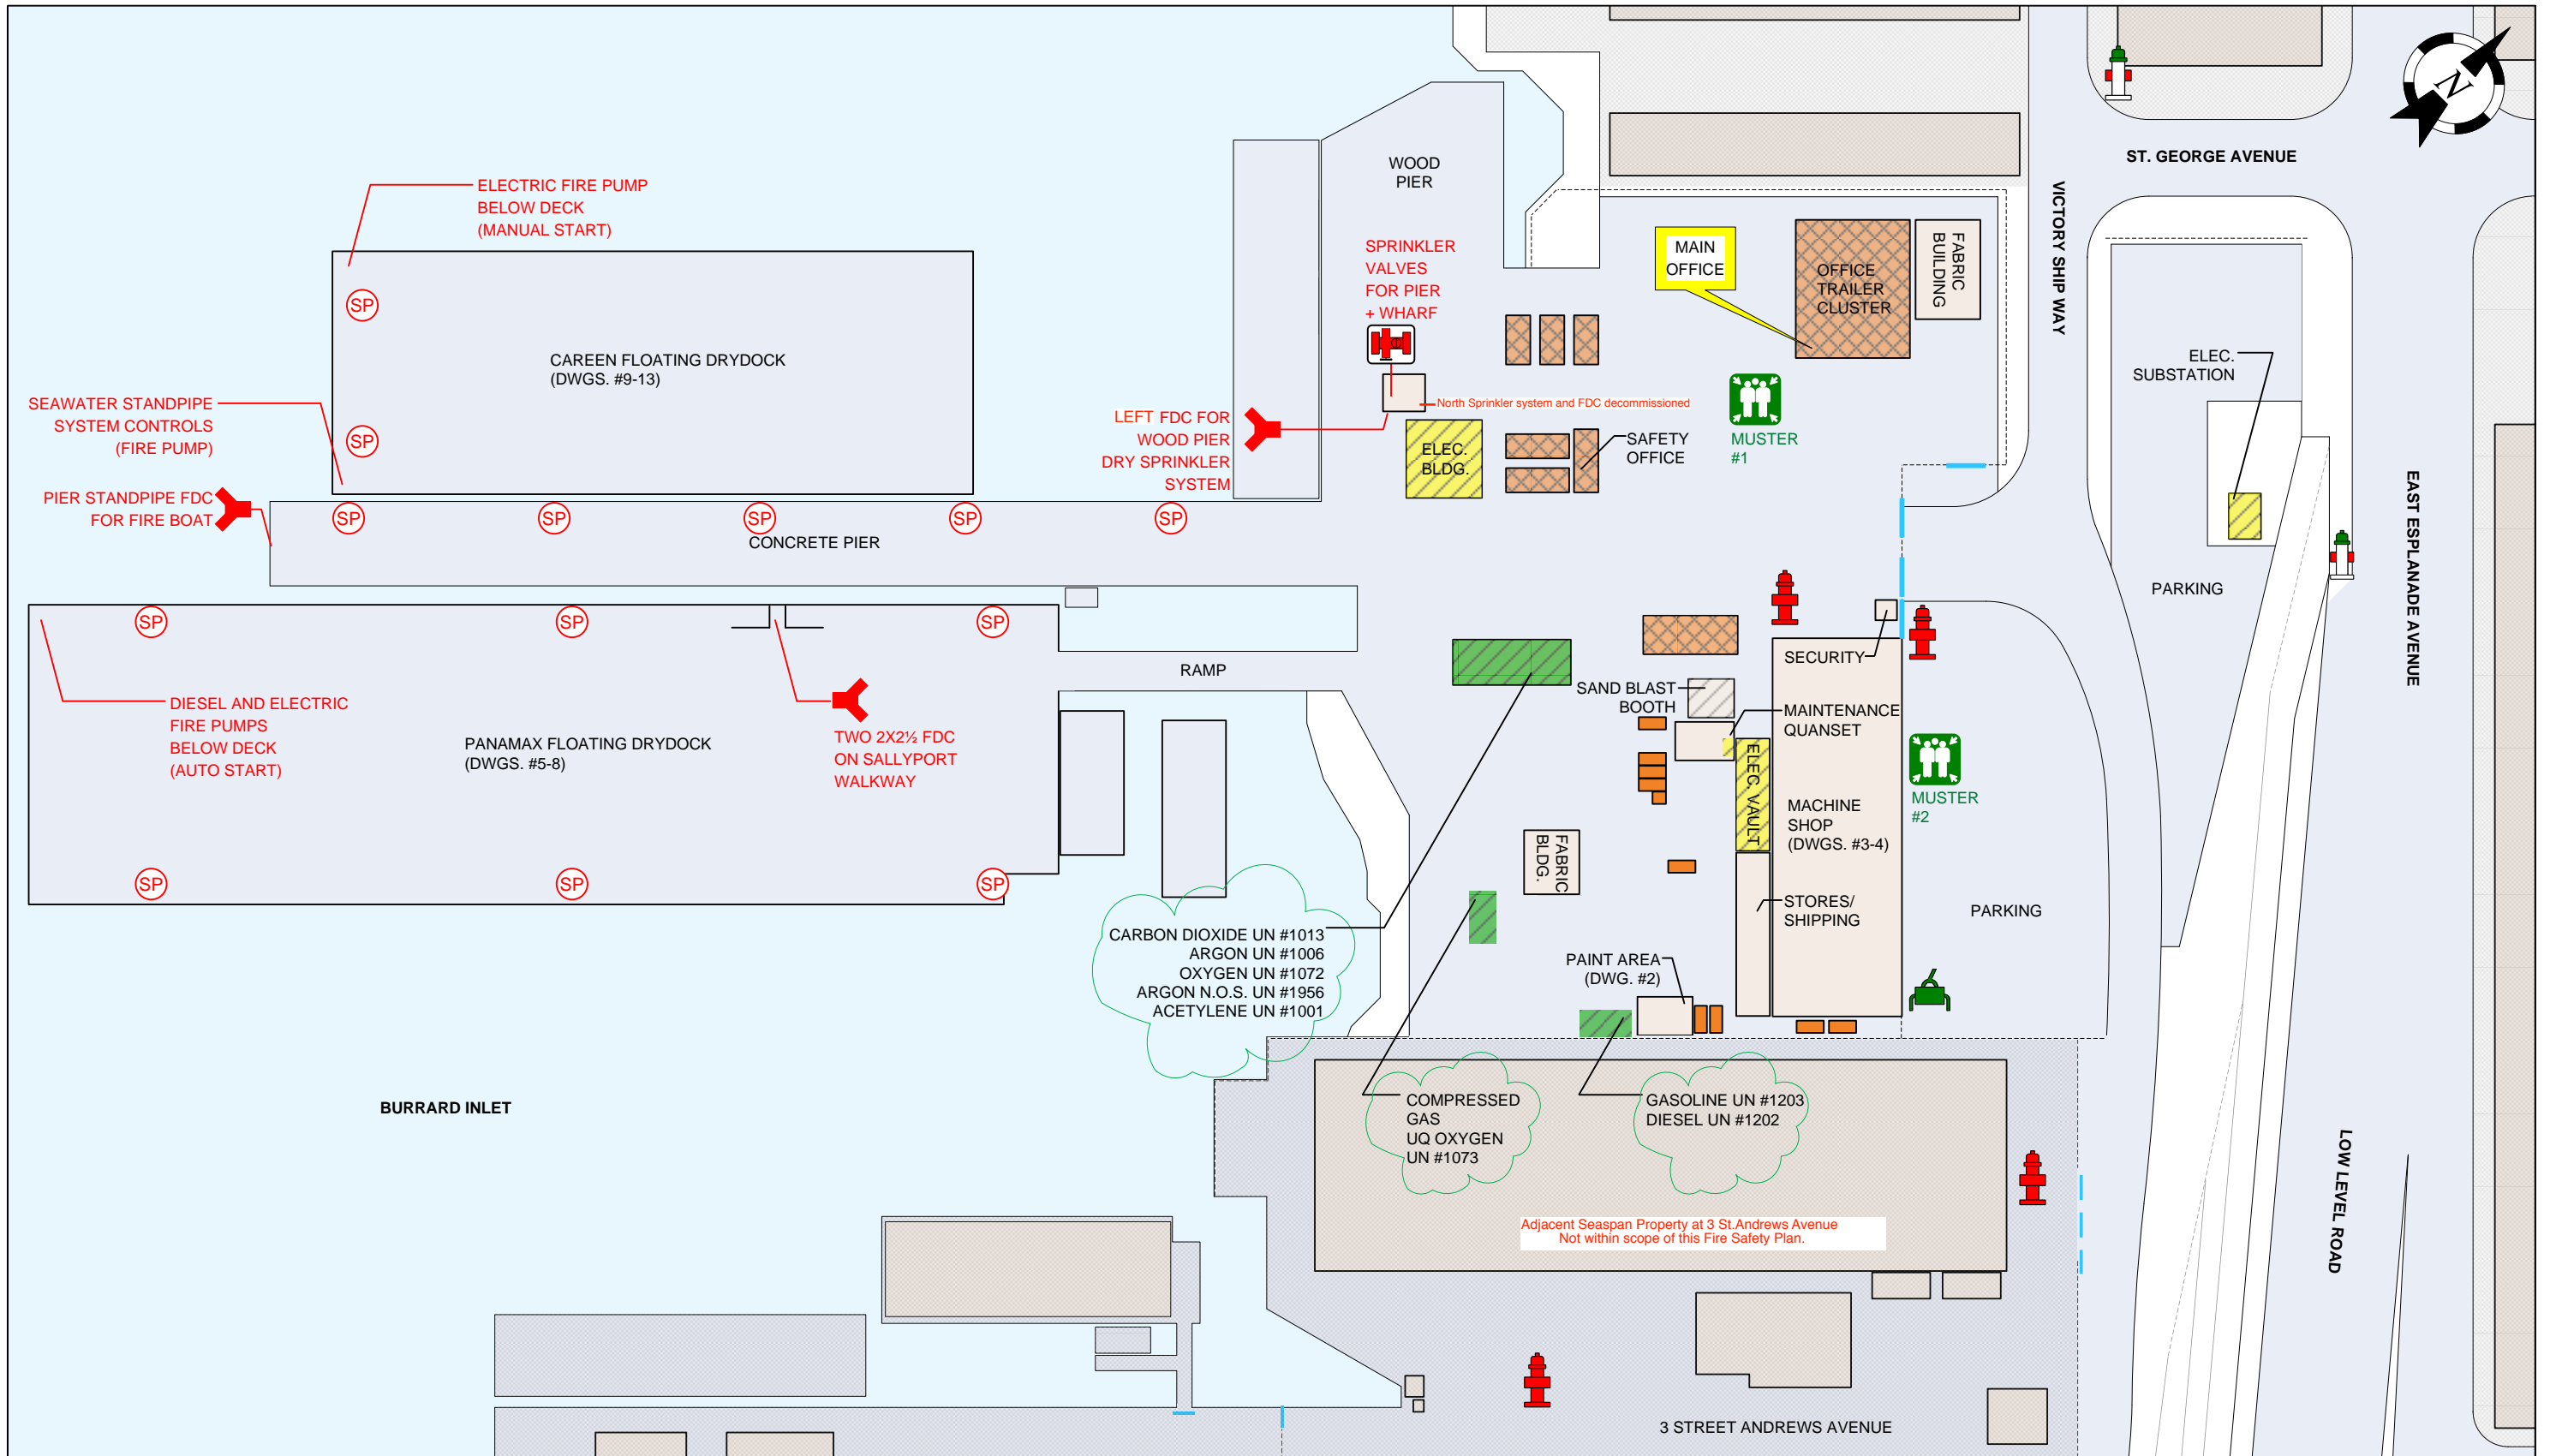 ST. GEORGE AVENUE
N
WOOD
PIER
VICTORY SHIP WAY
ELECTRIC FIRE PUMP
BELOW DECK
(MANUAL START)
SP
SPRINKLER
VALVES
FOR PIER
+ WHARF
MAIN
OFFICE
OFFICE
TRAILER
CLUSTER
FABRIC
BUILDING
CAREEN FLOATING DRYDOCK
(DWGS. #9-13)
ELEC.
SUBSTATION
SEAWATER STANDPIPE
SYSTEM CONTROLS
(FIRE PUMP)
SP
LEFT FDC FOR
WOOD PIER
DRY SPRINKLER
SYSTEM
North Sprinkler system and FDC decommissioned
ELEC.
BLDG.
SAFETY
OFFICE
MUSTER
#1
PIER STANDPIPE FDC
FOR FIRE BOAT
SP
SP
SP
SP
SP
CONCRETE PIER
EAST ESPLANADE AVENUE
PARKING
SP
SP
SP
RAMP
SECURITY
SAND BLAST
BOOTH
MAINTENANCE
QUANSET
DIESEL AND ELECTRIC
FIRE PUMPS
BELOW DECK
(AUTO START)
PANAMAX FLOATING DRYDOCK
(DWGS. #5-8)
TWO 2X2½ FDC
ON SALLYPORT
WALKWAY
ELEC. VAULT
MACHINE
SHOP
(DWGS. #3-4)
MUSTER
#2
FABRIC
BLDG.
SP
SP
SP
STORES/
SHIPPING
PARKING
CARBON DIOXIDE UN #1013
ARGON UN #1006
OXYGEN UN #1072
ARGON N.O.S. UN #1956
ACETYLENE UN #1001
PAINT AREA
(DWG. #2)
BURRARD INLET
COMPRESSED
GAS
UQ OXYGEN
UN #1073
GASOLINE UN #1203
DIESEL UN #1202
LOW LEVEL ROAD
Adjacent Seaspan Property at 3 St.Andrews Avenue
Not within scope of this Fire Safety Plan.
3 STREET ANDREWS AVENUE